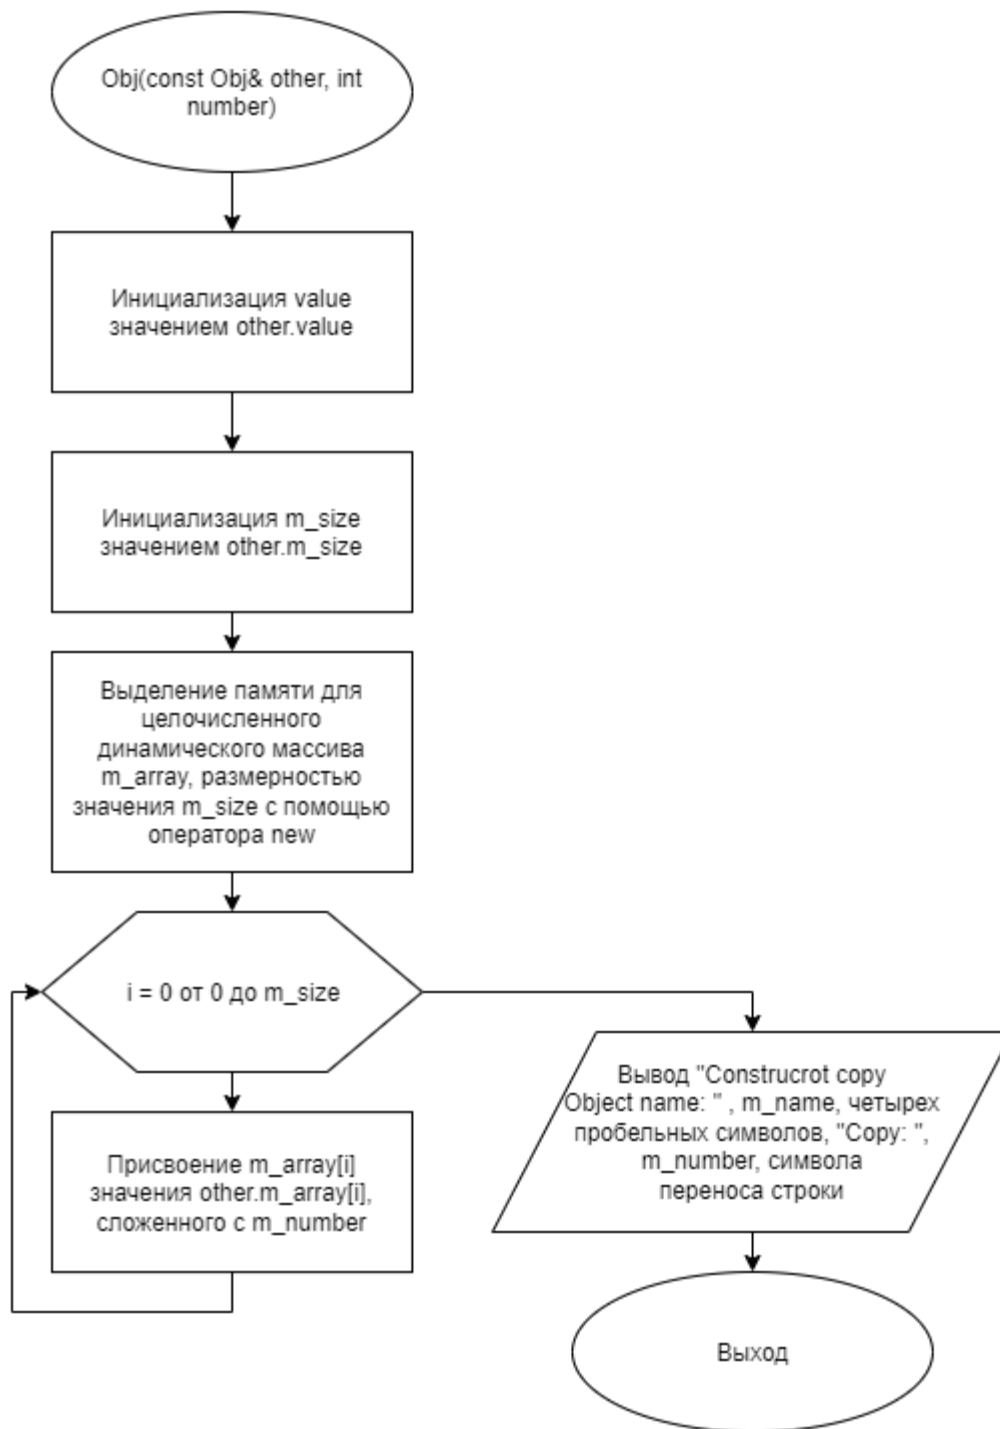 Obj(const Obj& other, int
number)
Инициализация value
значением other.value
Инициализация m_size
значением other.m_size
Выделение памяти для
целочисленного
динамического массива
m_array, размерностью
значения m_size с помощью
оператора new
i = 0 от 0 до m_size
Присвоение m_array[i]
значения other.m_array[i],
сложенного с m_number
Вывод "Construcrot copy
Object name: " , m_name, четырех
пробельных символов, "Copy: ",
m_number, символа
переноса строки
Выход